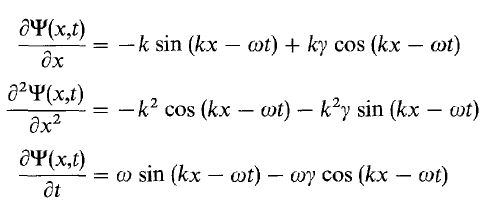 ∂Ψ(x,t)/∂x = −k sin (kx − ωt) + kγ cos (kx − ωt)
∂²Ψ(x,t)/∂x² = −k² cos (kx − ωt) − k²γ sin (kx − ωt)
∂Ψ(x,t)/∂t = ω sin (kx − ωt) − ωγ cos (kx − ωt)